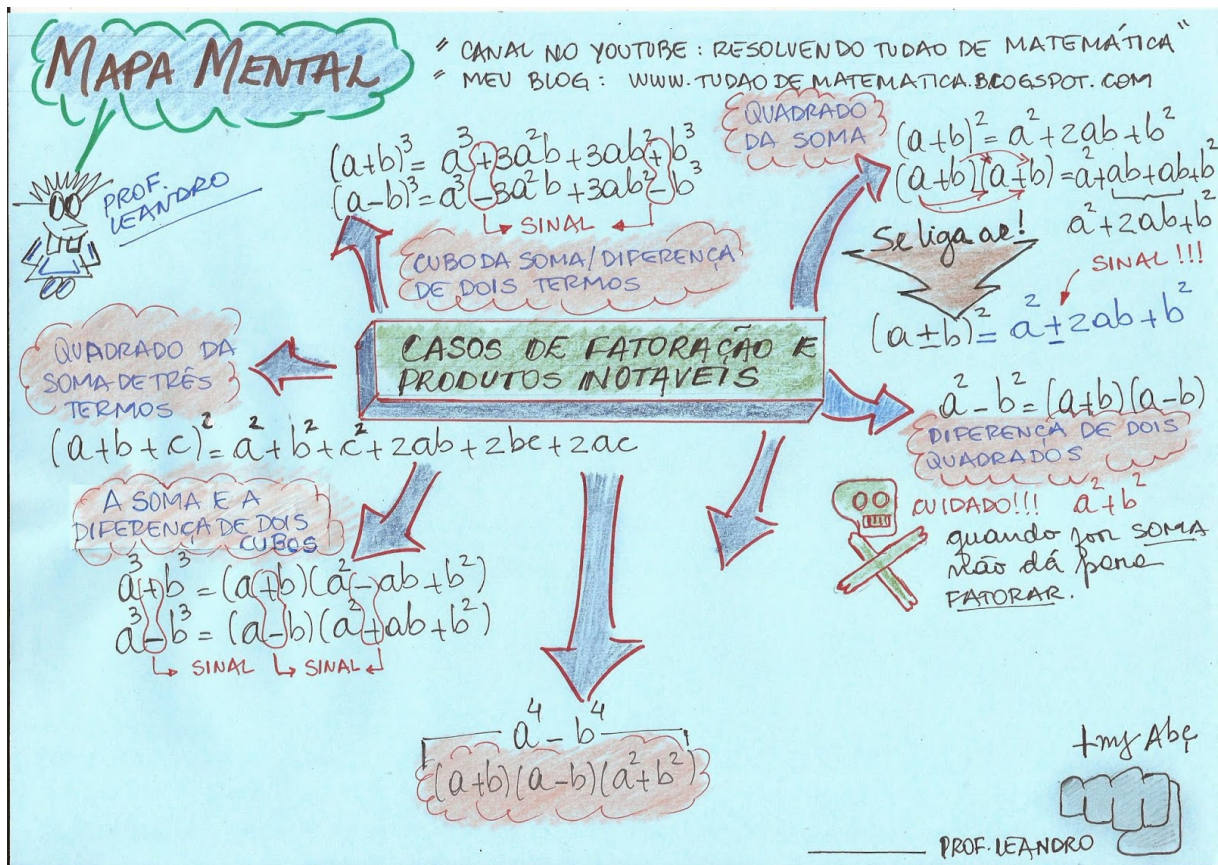 MAPA MENTAL
" CANAL NO YOUTUBE : RESOLVENDO TUDAO DE MATEMÁTICA "
" MEU BLOG : WWW.TUDAODEMATEMATICA.BLOGSPOT.COM
PROF.
LEANDRO
(a+b)³ = a³+3a²b+3ab²+b³
(a-b)³ = a³-3a²b+3ab²-b³
SINAL
CUBO DA SOMA/DIFERENÇA
DE DOIS TERMOS
QUADRADO
DA SOMA
(a+b)² = a²+2ab+b²
(a+b)(a+b) = a²+ab+ab+b²
a²+2ab+b²
Se liga ae!
SINAL !!!
(a±b)² = a²±2ab+b²
CASOS DE FATORAÇÃO E
PRODUTOS NOTAVEIS
QUADRADO DA
SOMA DE TRÊS
TERMOS
(a+b+c)² = a²+b²+c²+2ab+2bc+2ac
a²-b² = (a+b)(a-b)
DIFERENÇA DE DOIS
QUADRADOS
CUIDADO!!! a²+b²
quando for SOMA
não dá para
FATORAR.
A SOMA E A
DIFERENÇA DE DOIS
CUBOS
a³+b³ = (a+b)(a²-ab+b²)
a³-b³ = (a-b)(a²+ab+b²)
SINAL SINAL
a⁴-b⁴
(a+b)(a-b)(a²+b²)
PROF. LEANDRO